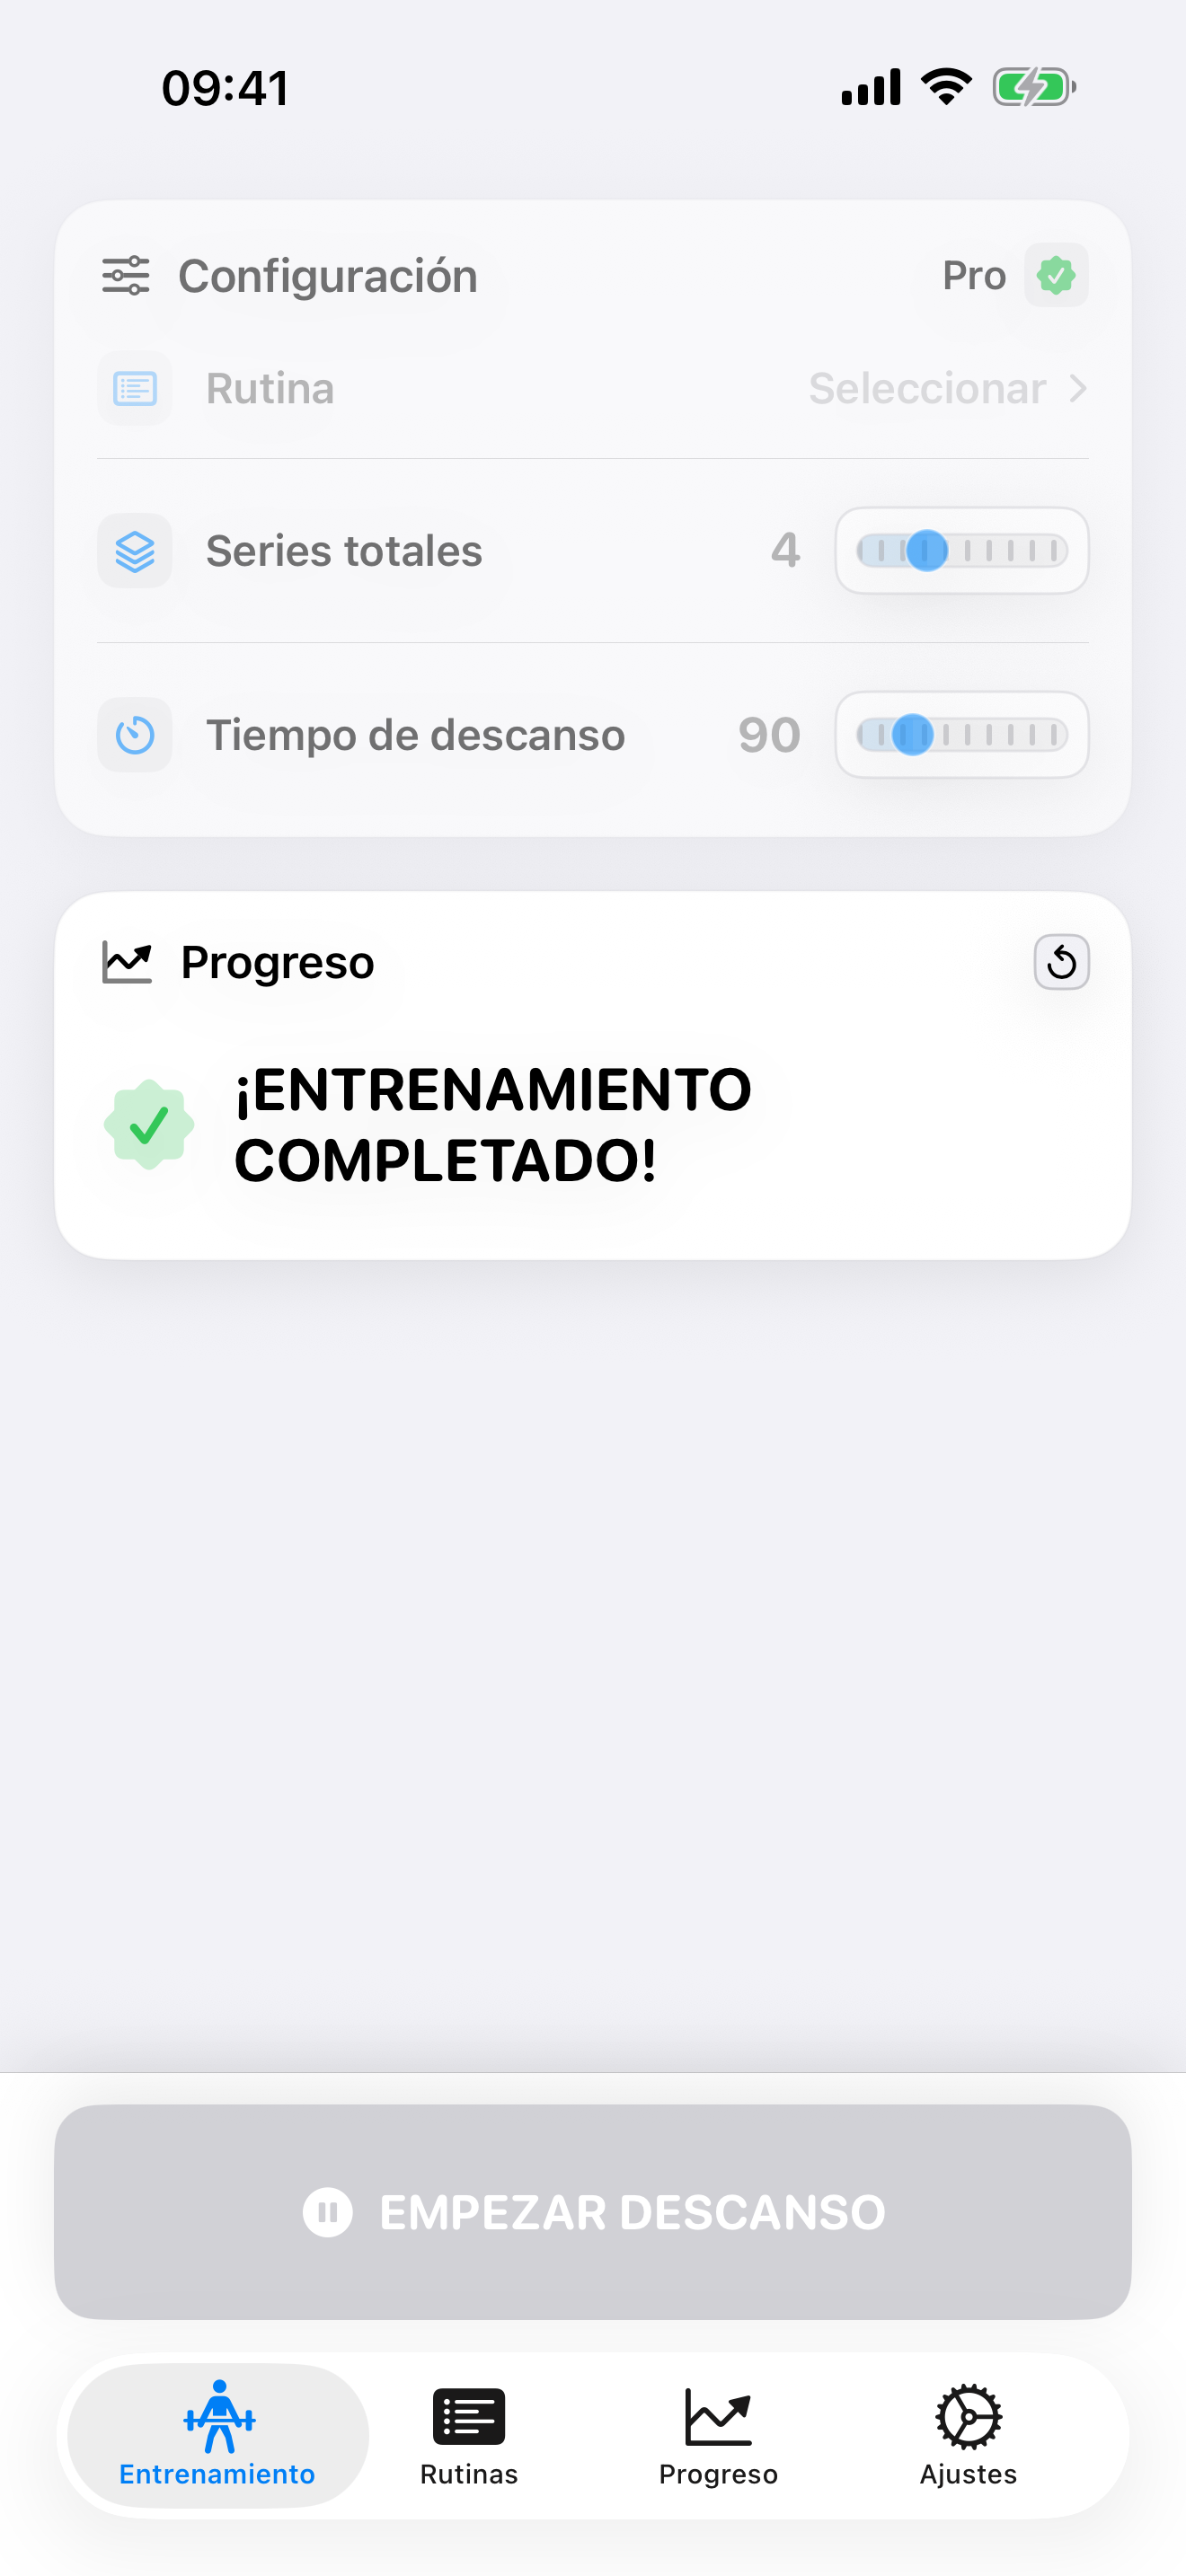 09:41
Configuración
Pro
Rutina
Seleccionar
Series totales
4
Tiempo de descanso
90
Progreso
¡ENTRENAMIENTO
COMPLETADO!
EMPEZAR DESCANSO
Entrenamiento
Rutinas
Progreso
Ajustes